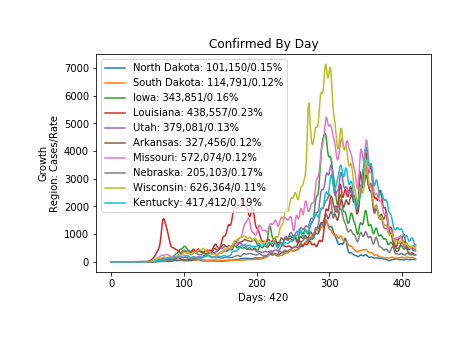 Confirmed By Day
Growth
Region: Cases/Rate
7000
6000
5000
4000
3000
2000
1000
0
North Dakota: 101,150/0.15%
South Dakota: 114,791/0.12%
Iowa: 343,851/0.16%
Louisiana: 438,557/0.23%
Utah: 379,081/0.13%
Arkansas: 327,456/0.12%
Missouri: 572,074/0.12%
Nebraska: 205,103/0.17%
Wisconsin: 626,364/0.11%
Kentucky: 417,412/0.19%
0 100 200 300 400
Days: 420